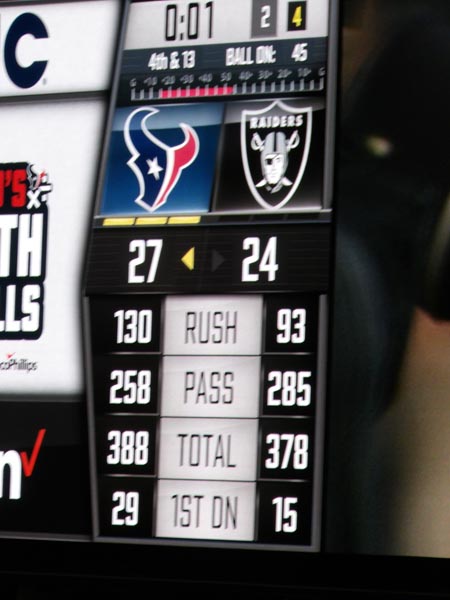 C
0:01 2 4
4th & 13 BALL ON: 45
G 10 20 30 40 50 40 30 20 10 G
RAIDERS
'S
TH
LLS
27 24
130 RUSH 93
coPhillips
258 PASS 285
388 TOTAL 378
n
29 1ST DN 15